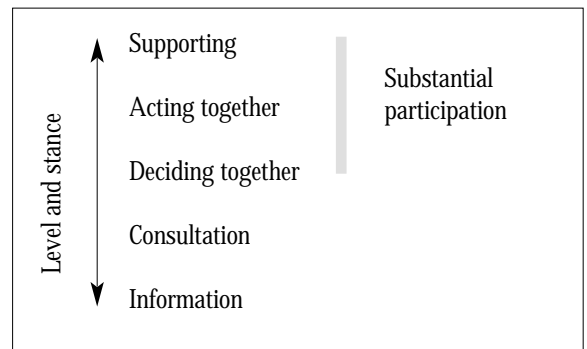 Level and stance
Supporting
Acting together
Deciding together
Consultation
Information
Substantial
participation